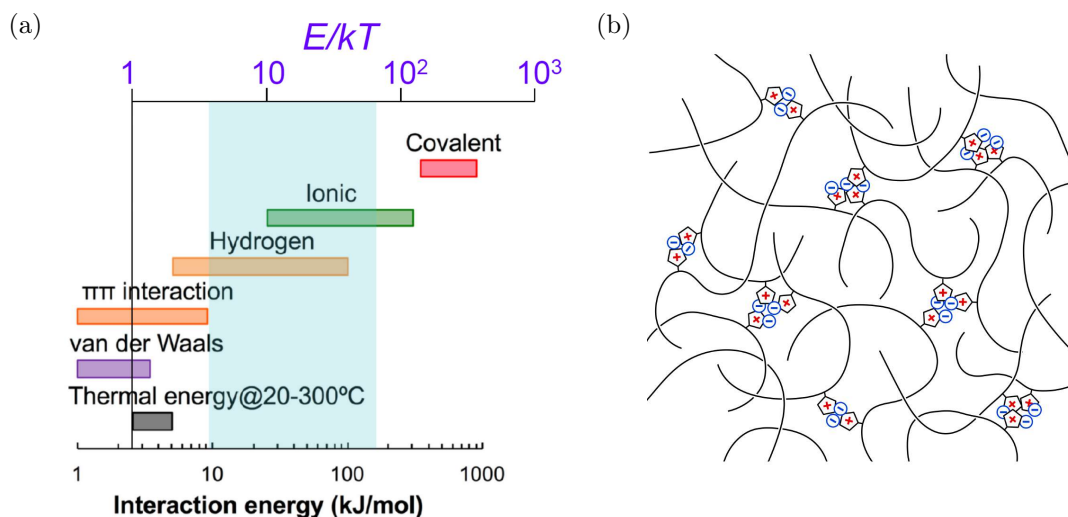 (a)
E/kT
1 10 10² 10³
Covalent
Ionic
Hydrogen
ππ interaction
van der Waals
Thermal energy@20-300ºC
1 10 100 1000
Interaction energy (kJ/mol)
(b)